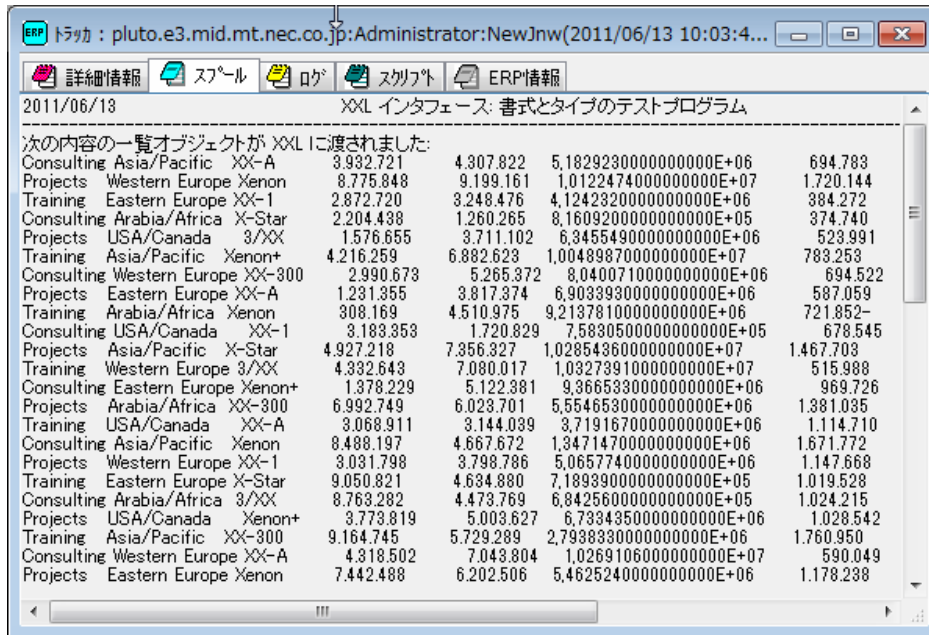 ERP トラッカ : pluto.e3.mid.mt.nec.co.jp:Administrator:NewJnw(2011/06/13 10:03:4...
詳細情報 スプール ログ スクリプト ERP情報
2011/06/13 XXL インタフェース: 書式とタイプのテストプログラム
次の内容の一覧オブジェクトが XXL に渡されました:
Consulting Asia/Pacific XX-A 3.932.721 4.307.822 5,1829230000000000E+06 694.783
Projects Western Europe Xenon 8.775.848 9.199.161 1,0122474000000000E+07 1.720.144
Training Eastern Europe XX-1 2.872.720 3.248.476 4,1242320000000000E+06 384.272
Consulting Arabia/Africa X-Star 2.204.438 1.260.265 8,1609200000000000E+05 374.740
Projects USA/Canada 3/XX 1.576.655 3.711.102 6,3455490000000000E+06 523.991
Training Asia/Pacific Xenon+ 4.216.259 6.882.623 1,0048987000000000E+07 783.253
Consulting Western Europe XX-300 2.990.673 5.265.372 8,0400710000000000E+06 694.522
Projects Eastern Europe XX-A 1.231.355 3.817.374 6,9033930000000000E+06 587.059
Training Arabia/Africa Xenon 308.169 4.510.975 9,2137810000000000E+06 721.852-
Consulting USA/Canada XX-1 3.183.353 1.720.829 7,5830500000000000E+05 678.545
Projects Asia/Pacific X-Star 4.927.218 7.356.327 1,0285436000000000E+07 1.467.703
Training Western Europe 3/XX 4.332.643 7.080.017 1,0327391000000000E+07 515.988
Consulting Eastern Europe Xenon+ 1.378.229 5.122.381 9,3665330000000000E+06 969.726
Projects Arabia/Africa XX-300 6.992.749 6.023.701 5,5546530000000000E+06 1.381.035
Training USA/Canada XX-A 3.068.911 3.144.039 3,7191670000000000E+06 1.114.710
Consulting Asia/Pacific Xenon 8.488.197 4.667.672 1,3471470000000000E+06 1.671.772
Projects Western Europe XX-1 3.031.798 3.798.786 5,0657740000000000E+06 1.147.668
Training Eastern Europe X-Star 9.050.821 4.634.880 7,1893900000000000E+05 1.019.528
Consulting Arabia/Africa 3/XX 8.763.282 4.473.769 6,8425600000000000E+05 1.024.215
Projects USA/Canada Xenon+ 3.773.819 5.003.627 6,7334350000000000E+06 1.028.542
Training Asia/Pacific XX-300 9.164.745 5.729.289 2,7938330000000000E+06 1.760.950
Consulting Western Europe XX-A 4.318.502 7.043.804 1,0269106000000000E+07 590.049
Projects Eastern Europe Xenon 7.442.488 6.202.506 5,4625240000000000E+06 1.178.238